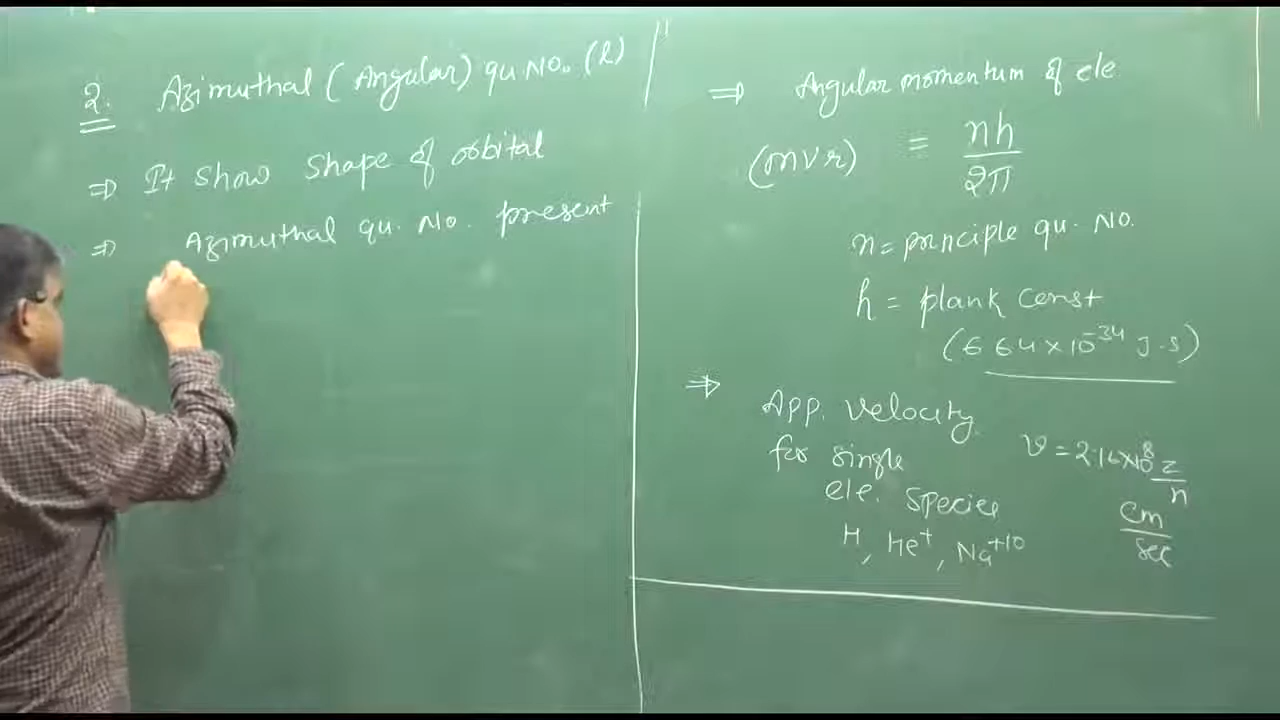 2. Azimuthal (Angular) qu NO. (l)
⇒ It show shape of orbital
⇒ Azimuthal qu. No. present
⇒ Angular momentum of ele
(mvr) = nh/2π
n = principle qu. NO.
h = plank const
(6 64 × 10⁻³⁴ J-s)
⇒ App. velocity
for single
ele. species
H, He⁺, Na⁺¹⁰
v = 2.16×10⁸ z/n
cm/sec